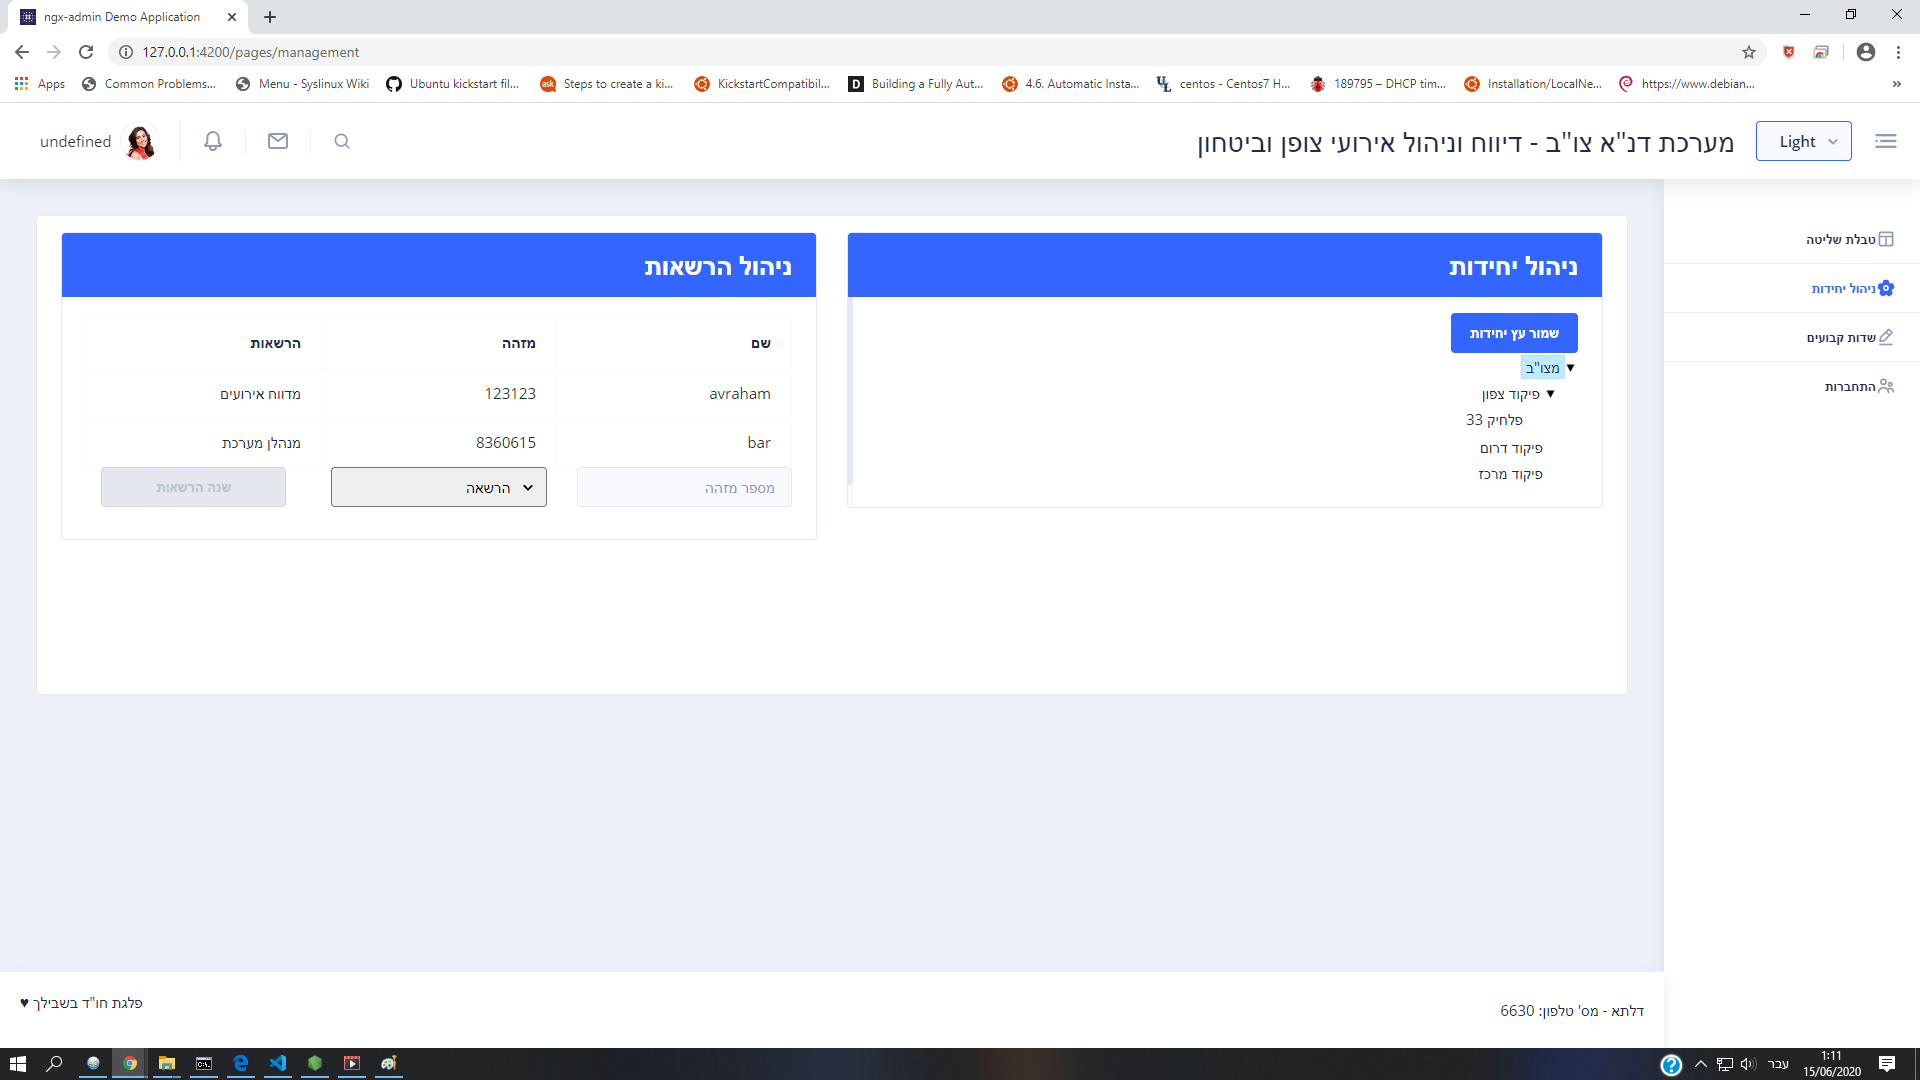 ngx-admin Demo Application
127.0.0.1:4200/pages/management
Apps
Common Problems...
Menu - Syslinux Wiki
Ubuntu kickstart fil...
Steps to create a ki...
KickstartCompatibil...
Building a Fully Aut...
4.6. Automatic Insta...
centos - Centos7 H...
189795 – DHCP tim...
Installation/LocalNe...
https://www.debian...
»
Light
מערכת דנ"א צו"ב - דיווח וניהול אירועי צופן וביטחון
undefined
טבלת שליטה
ניהול יחידות
שדות קבועים
התחברות
ניהול יחידות
שמור עץ יחידות
מצו"ב
פיקוד צפון
פלחיק 33
פיקוד דרום
פיקוד מרכז
ניהול הרשאות
שם מזהה הרשאות
avraham 123123 מדווח אירועים
bar 8360615 מנהלן מערכת
מספר מזהה הרשאה שנה הרשאות
דלתא - מס' טלפון: 6630
פלגת חו"ד בשבילך ♥
עבר
1:11
15/06/2020